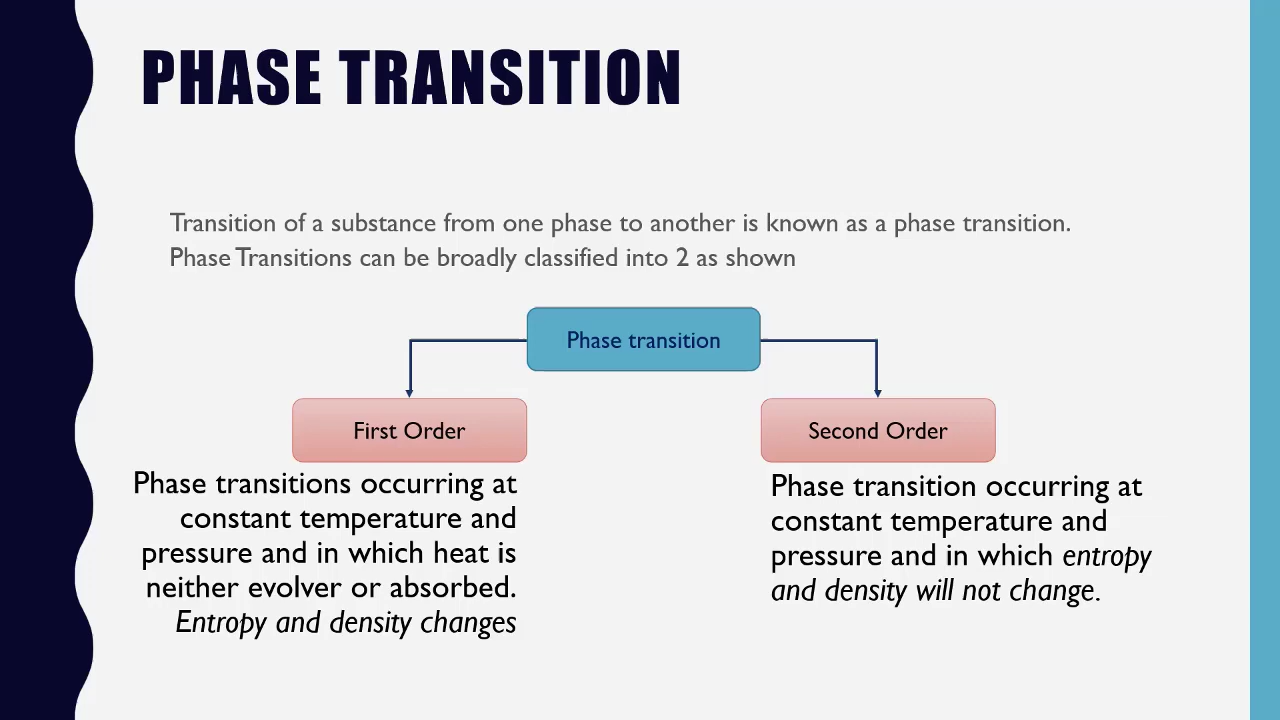 PHASE TRANSITION
Transition of a substance from one phase to another is known as a phase transition.
Phase Transitions can be broadly classified into 2 as shown
Phase transition
First Order
Second Order
Phase transitions occurring at
constant temperature and
pressure and in which heat is
neither evolver or absorbed.
Entropy and density changes
Phase transition occurring at
constant temperature and
pressure and in which entropy
and density will not change.